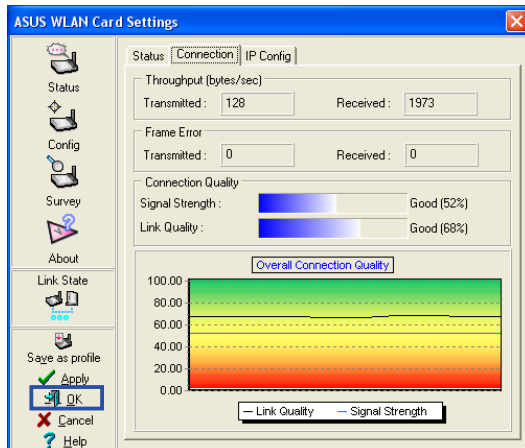 ASUS WLAN Card Settings
Status
Config
Survey
About
Link State
Save as profile
Apply
OK
Cancel
Help
Status Connection IP Config
Throughput (bytes/sec)
Transmitted : 128 Received : 1973
Frame Error
Transmitted : 0 Received : 0
Connection Quality
Signal Strength : Good (52%)
Link Quality : Good (68%)
Overall Connection Quality
100.00
80.00
60.00
40.00
20.00
0.00
Link Quality Signal Strength